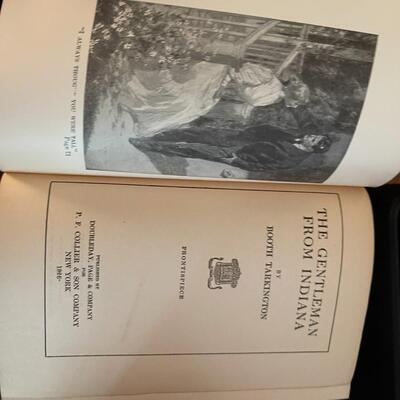 "I ALWAYS THOUGHT YOU WERE TALL"
Page 11
THE GENTLEMAN
FROM INDIANA
BY
BOOTH TARKINGTON
FRONTISPIECE
PUBLISHED BY
DOUBLEDAY, PAGE & COMPANY
FOR
P. F. COLLIER & SON COMPANY
NEW YORK